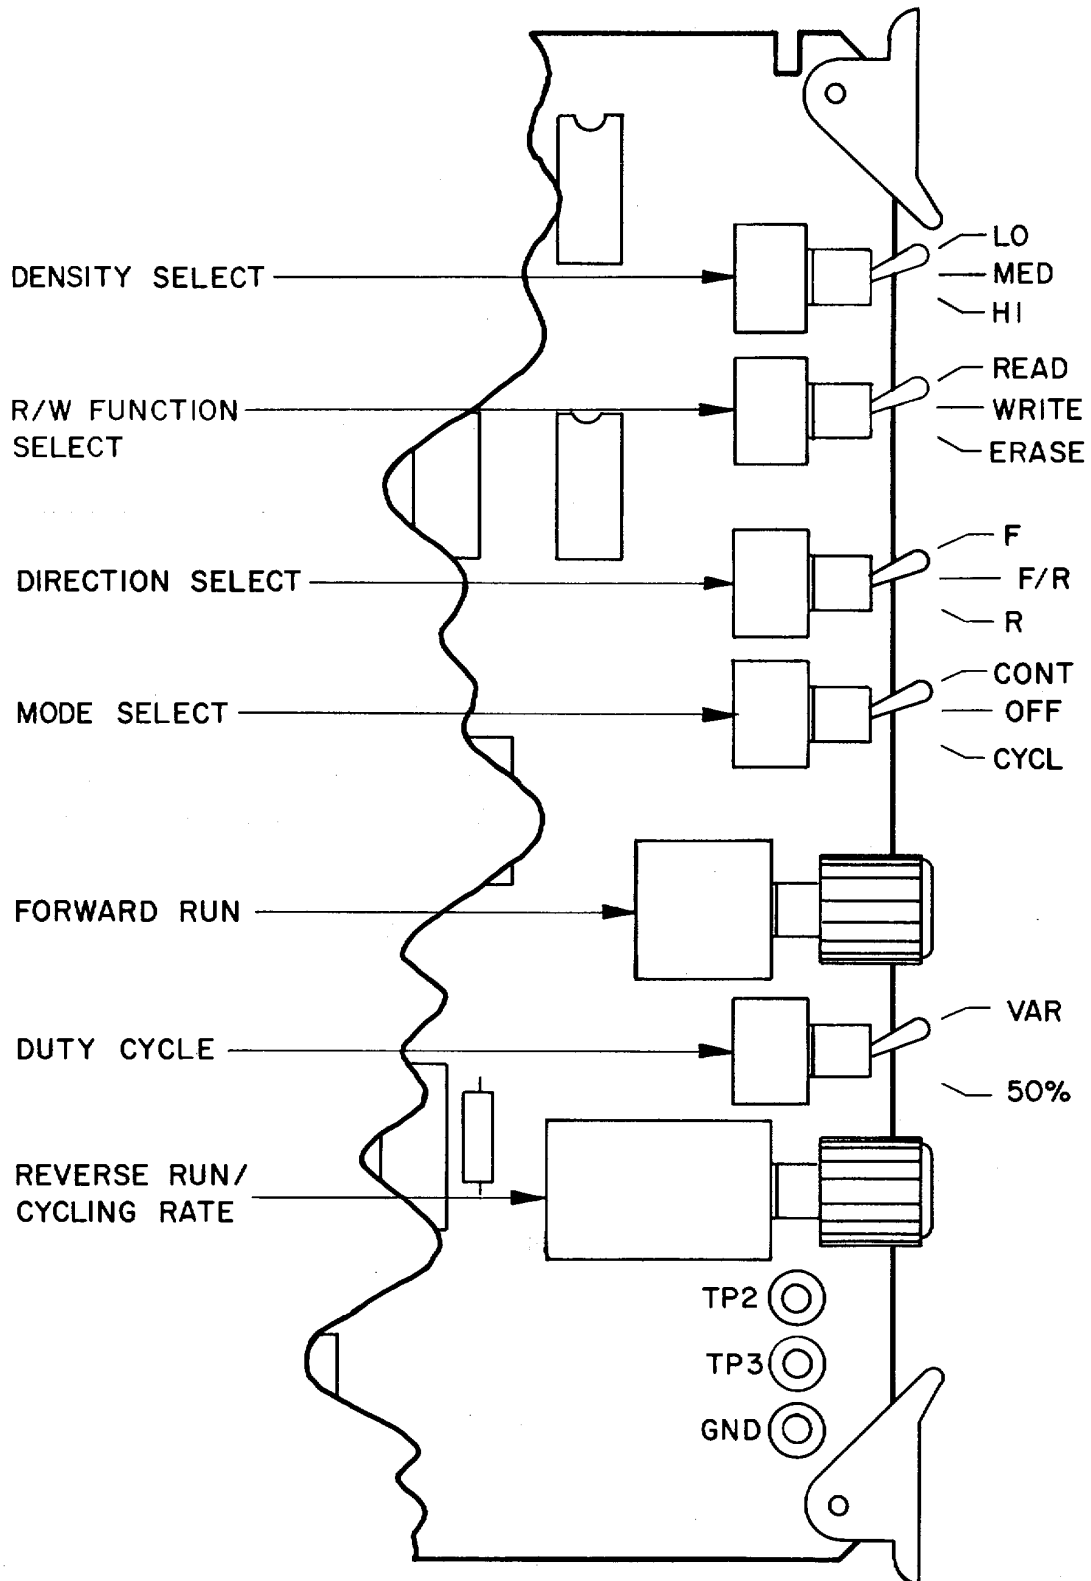 LO
DENSITY SELECT
MED
HI
READ
R/W FUNCTION
SELECT
WRITE
ERASE
F
DIRECTION SELECT
F/R
R
CONT
MODE SELECT
OFF
CYCL
FORWARD RUN
VAR
DUTY CYCLE
50%
REVERSE RUN/
CYCLING RATE
TP2
TP3
GND